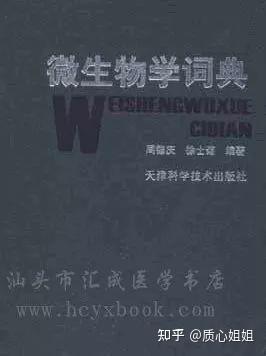 微生物学词典
WEISHENGWUXUE
CIDIAN
周德庆 徐士菊 编著
天津科学技术出版社
汕头市汇成医学书店
www.hcyxbook.com
知乎 @质心姐姐